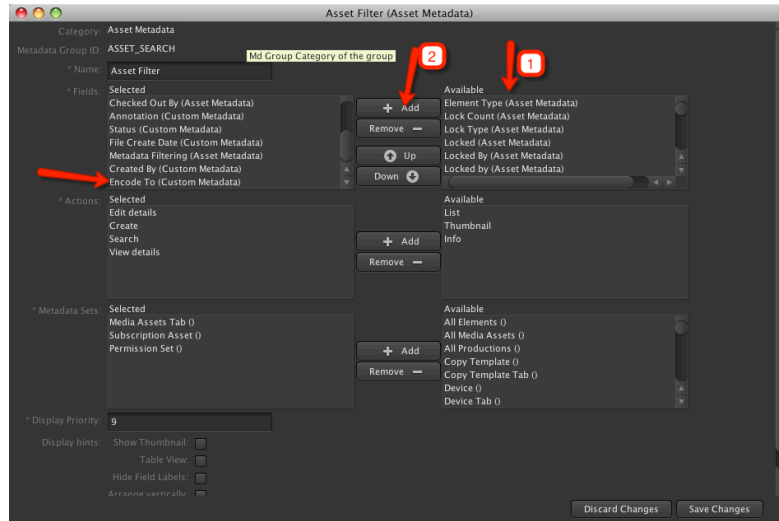 Asset Filter (Asset Metadata)
Category: Asset Metadata
Metadata Group ID: ASSET_SEARCH
Md Group Category of the group
2
1
* Name: Asset Filter
* Fields: Selected
Checked Out By (Asset Metadata)
Annotation (Custom Metadata)
Status (Custom Metadata)
File Create Date (Custom Metadata)
Metadata Filtering (Asset Metadata)
Created By (Custom Metadata)
Encode To (Custom Metadata)
Add
Remove
Up
Down
Available
Element Type (Asset Metadata)
Lock Count (Asset Metadata)
Lock Type (Asset Metadata)
Locked (Asset Metadata)
Locked By (Asset Metadata)
Locked by (Asset Metadata)
* Actions: Selected
Edit details
Create
Search
View details
Add
Remove
Available
List
Thumbnail
Info
* Metadata Sets: Selected
Media Assets Tab ()
Subscription Asset ()
Permission Set ()
Add
Remove
Available
All Elements ()
All Media Assets ()
All Productions ()
Copy Template ()
Copy Template Tab ()
Device ()
Device Tab ()
* Display Priority: 9
Display hints: Show Thumbnail:
Table View:
Hide Field Labels:
Arrange vertically:
Discard Changes
Save Changes